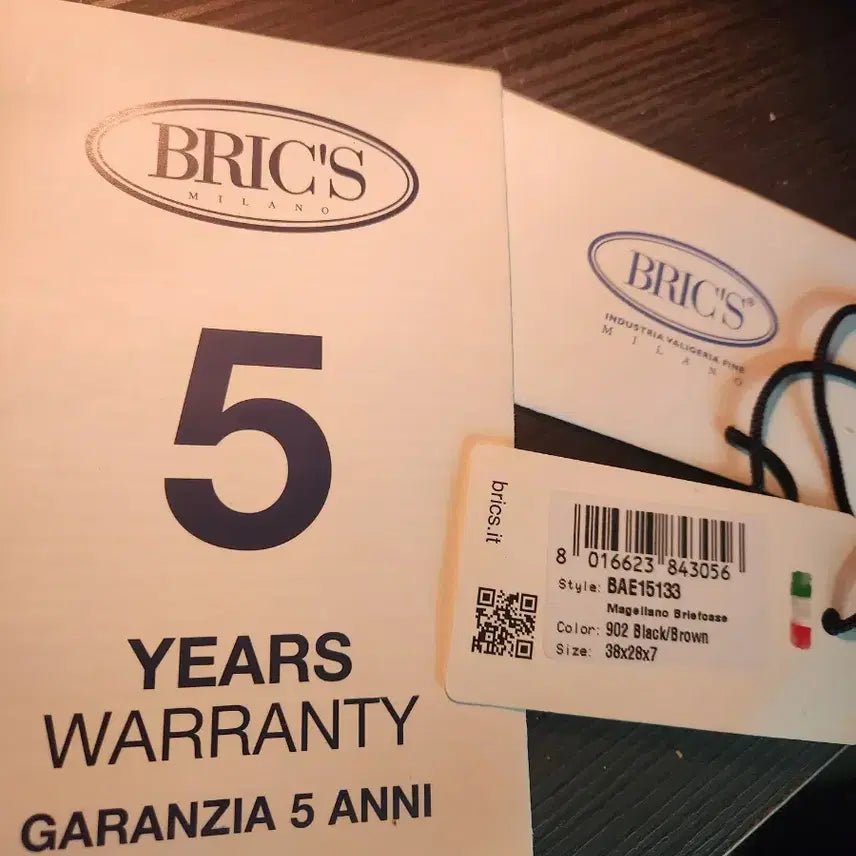 BRIC'S
MILANO
5
YEARS
WARRANTY
GARANZIA 5 ANNI
BRIC'S®
INDUSTRIA VALIGERIA FINE
MILANO
brics.it
8 016623 843056
Style: BAE15133
Magellano Briefcase
Color: 902 Black/Brown
Size: 38x28x7